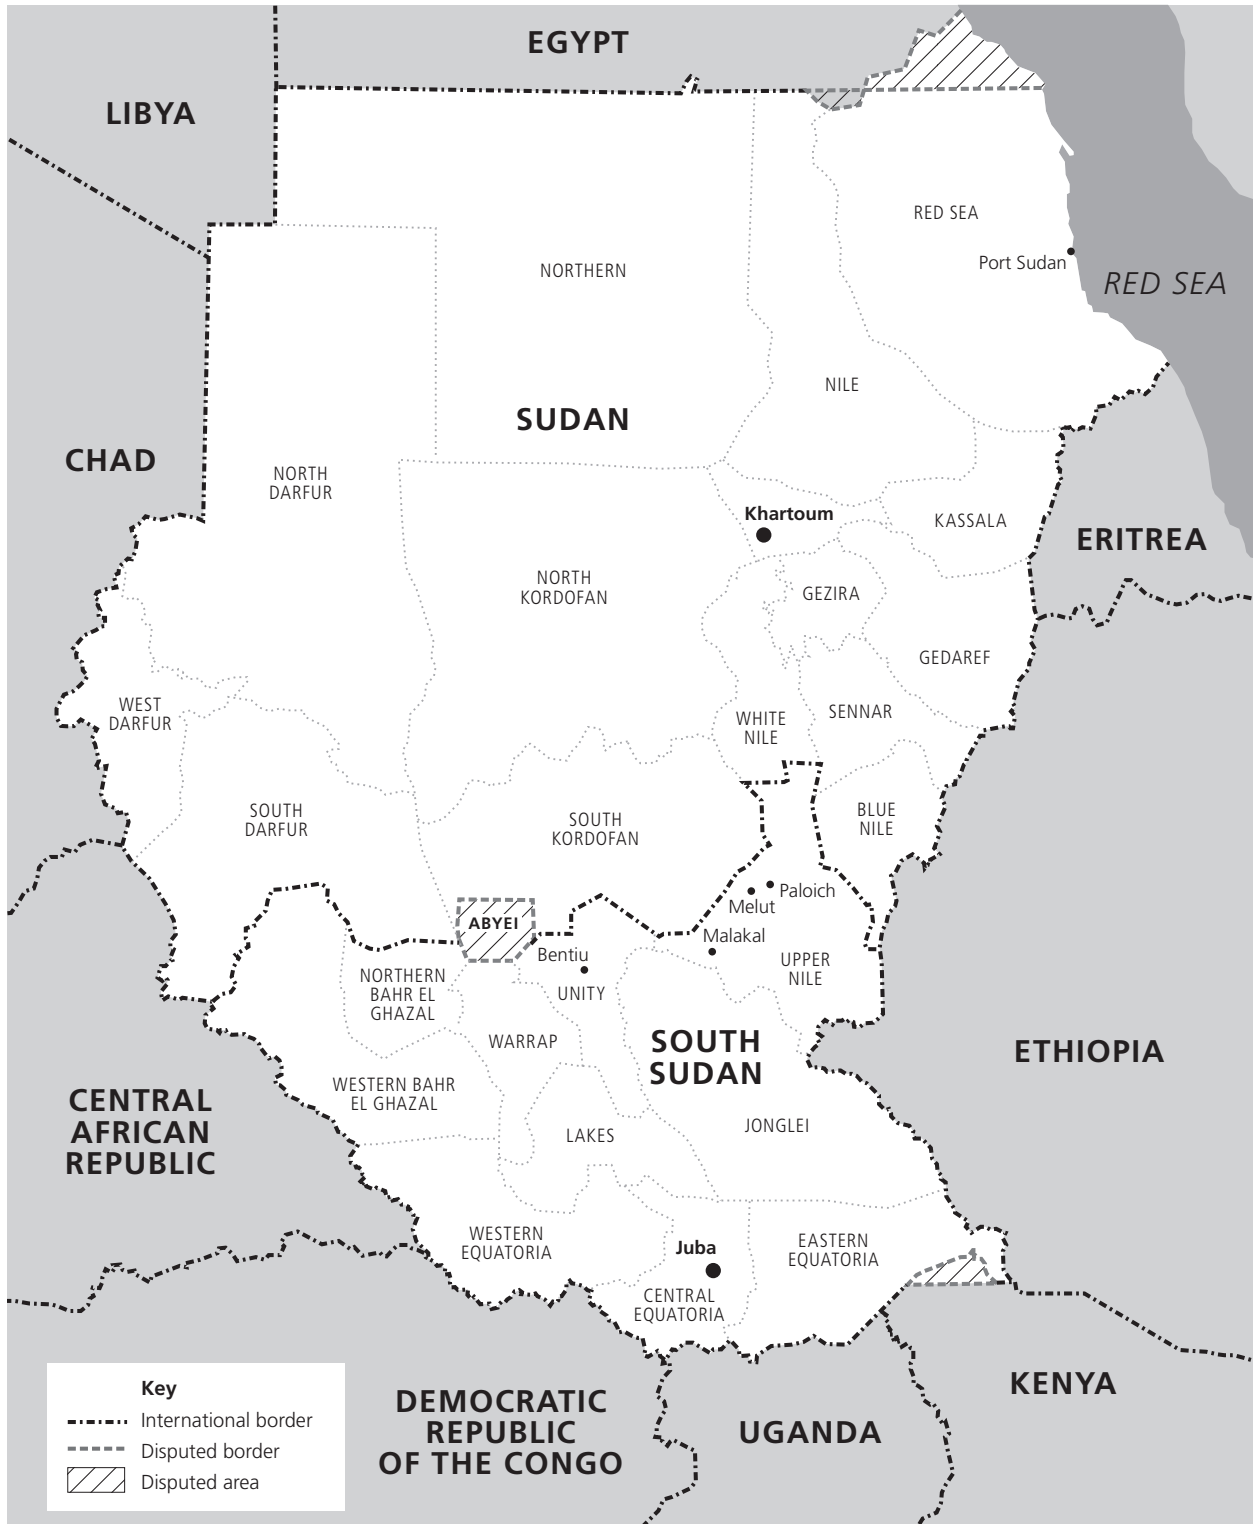 EGYPT
LIBYA
RED SEA
Port Sudan
RED SEA
NORTHERN
NILE
SUDAN
CHAD
NORTH
DARFUR
Khartoum
KASSALA
ERITREA
NORTH
KORDOFAN
GEZIRA
GEDAREF
WEST
DARFUR
WHITE
NILE
SENNAR
SOUTH
DARFUR
SOUTH
KORDOFAN
BLUE
NILE
Paloich
Melut
ABYEI
Malakal
Bentiu
UPPER
NILE
NORTHERN
BAHR EL
GHAZAL
UNITY
WARRAP
SOUTH
SUDAN
ETHIOPIA
WESTERN BAHR
EL GHAZAL
CENTRAL
AFRICAN
REPUBLIC
LAKES
JONGLEI
WESTERN
EQUATORIA
Juba
EASTERN
EQUATORIA
CENTRAL
EQUATORIA
KENYA
DEMOCRATIC
REPUBLIC
OF THE CONGO
UGANDA
Key
International border
Disputed border
Disputed area